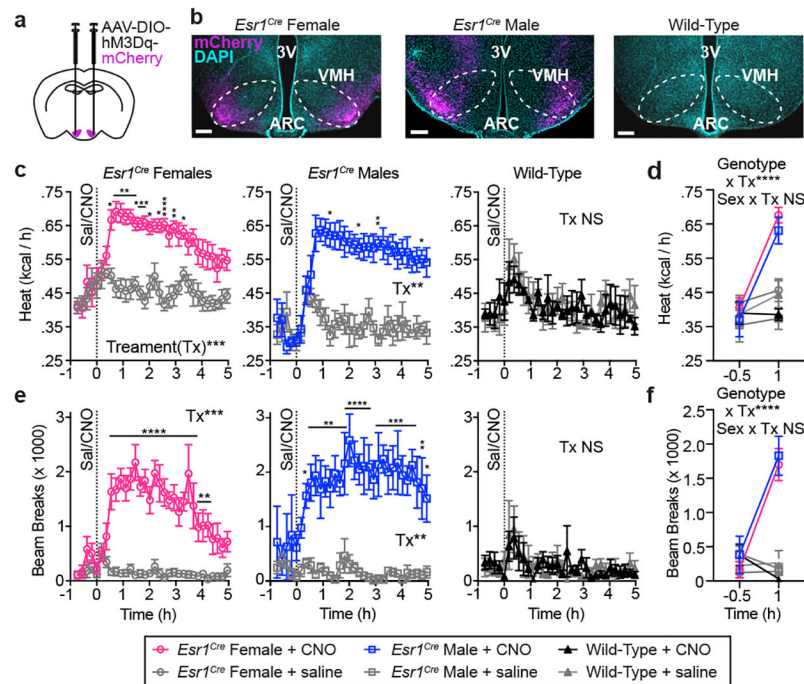 a
AAV-DIO-
hM3Dq-
mCherry
b
Esr1Cre Female
mCherry
DAPI
3V
VMH
ARC
Esr1Cre Male
3V
VMH
ARC
Wild-Type
3V
VMH
ARC
c
Esr1Cre Females
Heat (kcal / h)
.75
.65
.55
.45
.35
.25
Sal/CNO
* ** *** * * **** * * *
Treament(Tx)***
-1 0 1 2 3 4 5
Esr1Cre Males
.75
.65
.55
.45
.35
.25
Sal/CNO
* * ** *
Tx**
-1 0 1 2 3 4 5
Wild-Type
.75
.65
.55
.45
.35
.25
Sal/CNO
Tx NS
-1 0 1 2 3 4 5
d
Genotype
x Tx****
Sex x Tx NS
Heat (kcal / h)
.75
.65
.55
.45
.35
.25
-0.5 1
e
Beam Breaks (x 1000)
3
2
1
0
Sal/CNO
Tx***
****
**
-1 0 1 2 3 4 5
Time (h)
3
2
1
0
Sal/CNO
* ** **** *** ** *
Tx**
-1 0 1 2 3 4 5
Time (h)
3
2
1
0
Sal/CNO
Tx NS
-1 0 1 2 3 4 5
Time (h)
f
Genotype
x Tx****
Sex x Tx NS
Beam Breaks (x 1000)
2.5
2.0
1.5
1.0
0.5
0
-0.5 1
Time (h)
Esr1Cre Female + CNO
Esr1Cre Male + CNO
Wild-Type + CNO
Esr1Cre Female + saline
Esr1Cre Male + saline
Wild-Type + saline